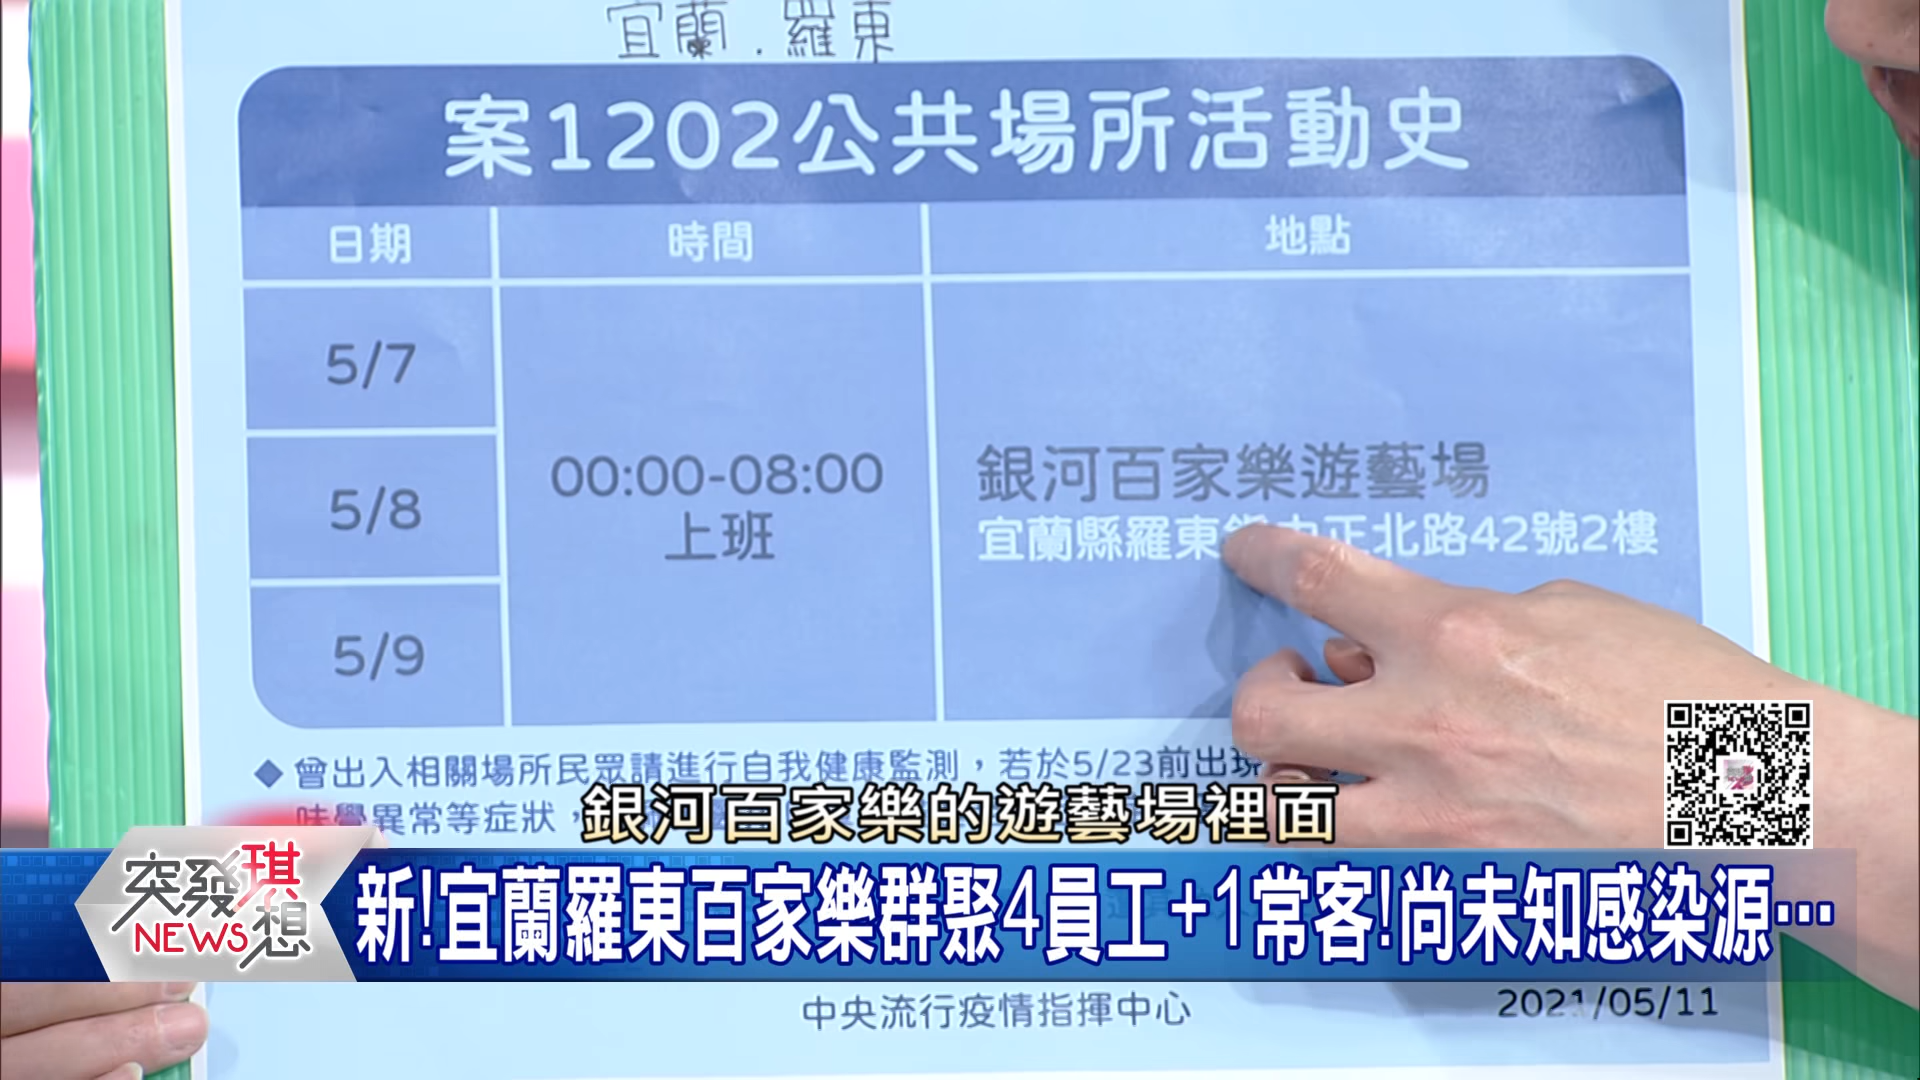 宜蘭.羅東
案1202公共場所活動史
日期 時間 地點
5/7
5/8
5/9
00:00-08:00
上班
銀河百家樂遊藝場
宜蘭縣羅東 正北路42號2樓
◆曾出入相關場所民眾請進行自我健康監測，若於5/23前出現
味覺異常等症狀，
銀河百家樂的遊藝場裡面
突發琪想
NEWS
新!宜蘭羅東百家樂群聚4員工+1常客!尚未知感染源…
中央流行疫情指揮中心
2021/05/11